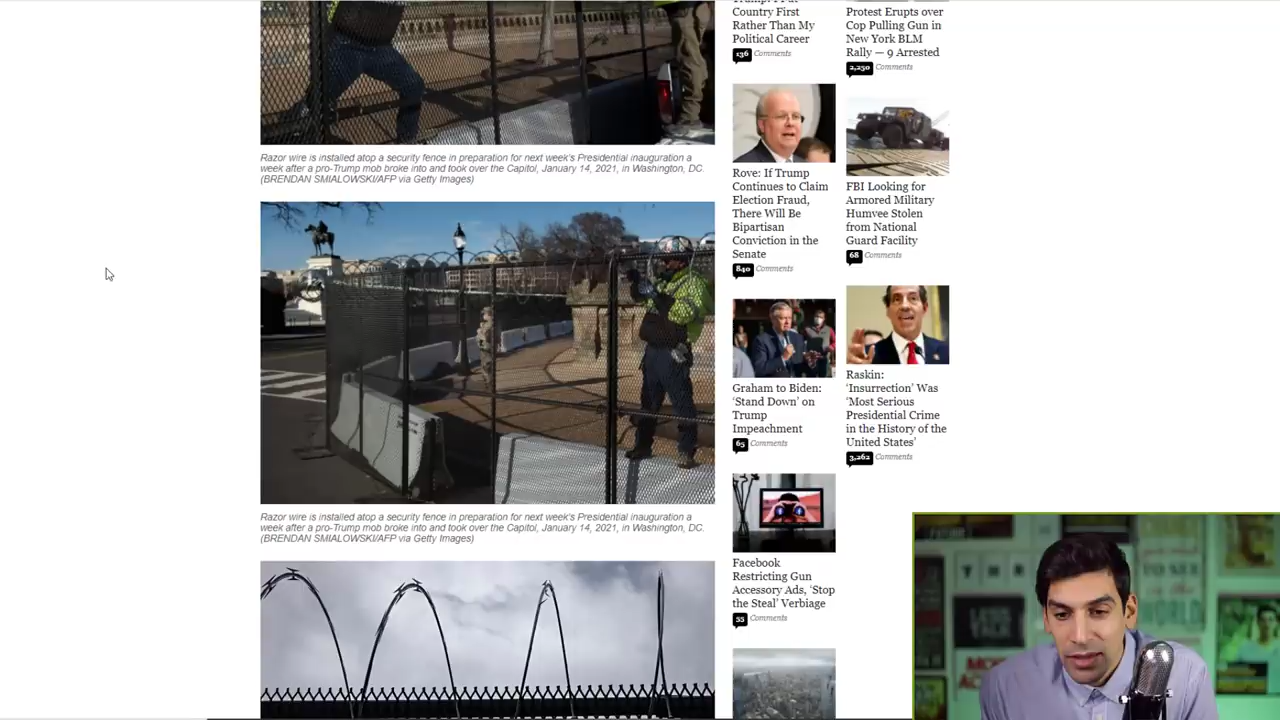 Country First
Rather Than My
Political Career
136 Comments
Protest Erupts over
Cop Pulling Gun in
New York BLM
Rally — 9 Arrested
2,250 Comments
Razor wire is installed atop a security fence in preparation for next week's Presidential inauguration a
week after a pro-Trump mob broke into and took over the Capitol, January 14, 2021, in Washington, DC.
(BRENDAN SMIALOWSKI/AFP via Getty Images)
Rove: If Trump
Continues to Claim
Election Fraud,
There Will Be
Bipartisan
Conviction in the
Senate
840 Comments
FBI Looking for
Armored Military
Humvee Stolen
from National
Guard Facility
68 Comments
Graham to Biden:
'Stand Down' on
Trump
Impeachment
65 Comments
Raskin:
'Insurrection' Was
'Most Serious
Presidential Crime
in the History of the
United States'
3,262 Comments
Razor wire is installed atop a security fence in preparation for next week's Presidential inauguration a
week after a pro-Trump mob broke into and took over the Capitol, January 14, 2021, in Washington, DC.
(BRENDAN SMIALOWSKI/AFP via Getty Images)
Facebook
Restricting Gun
Accessory Ads, 'Stop
the Steal' Verbiage
55 Comments